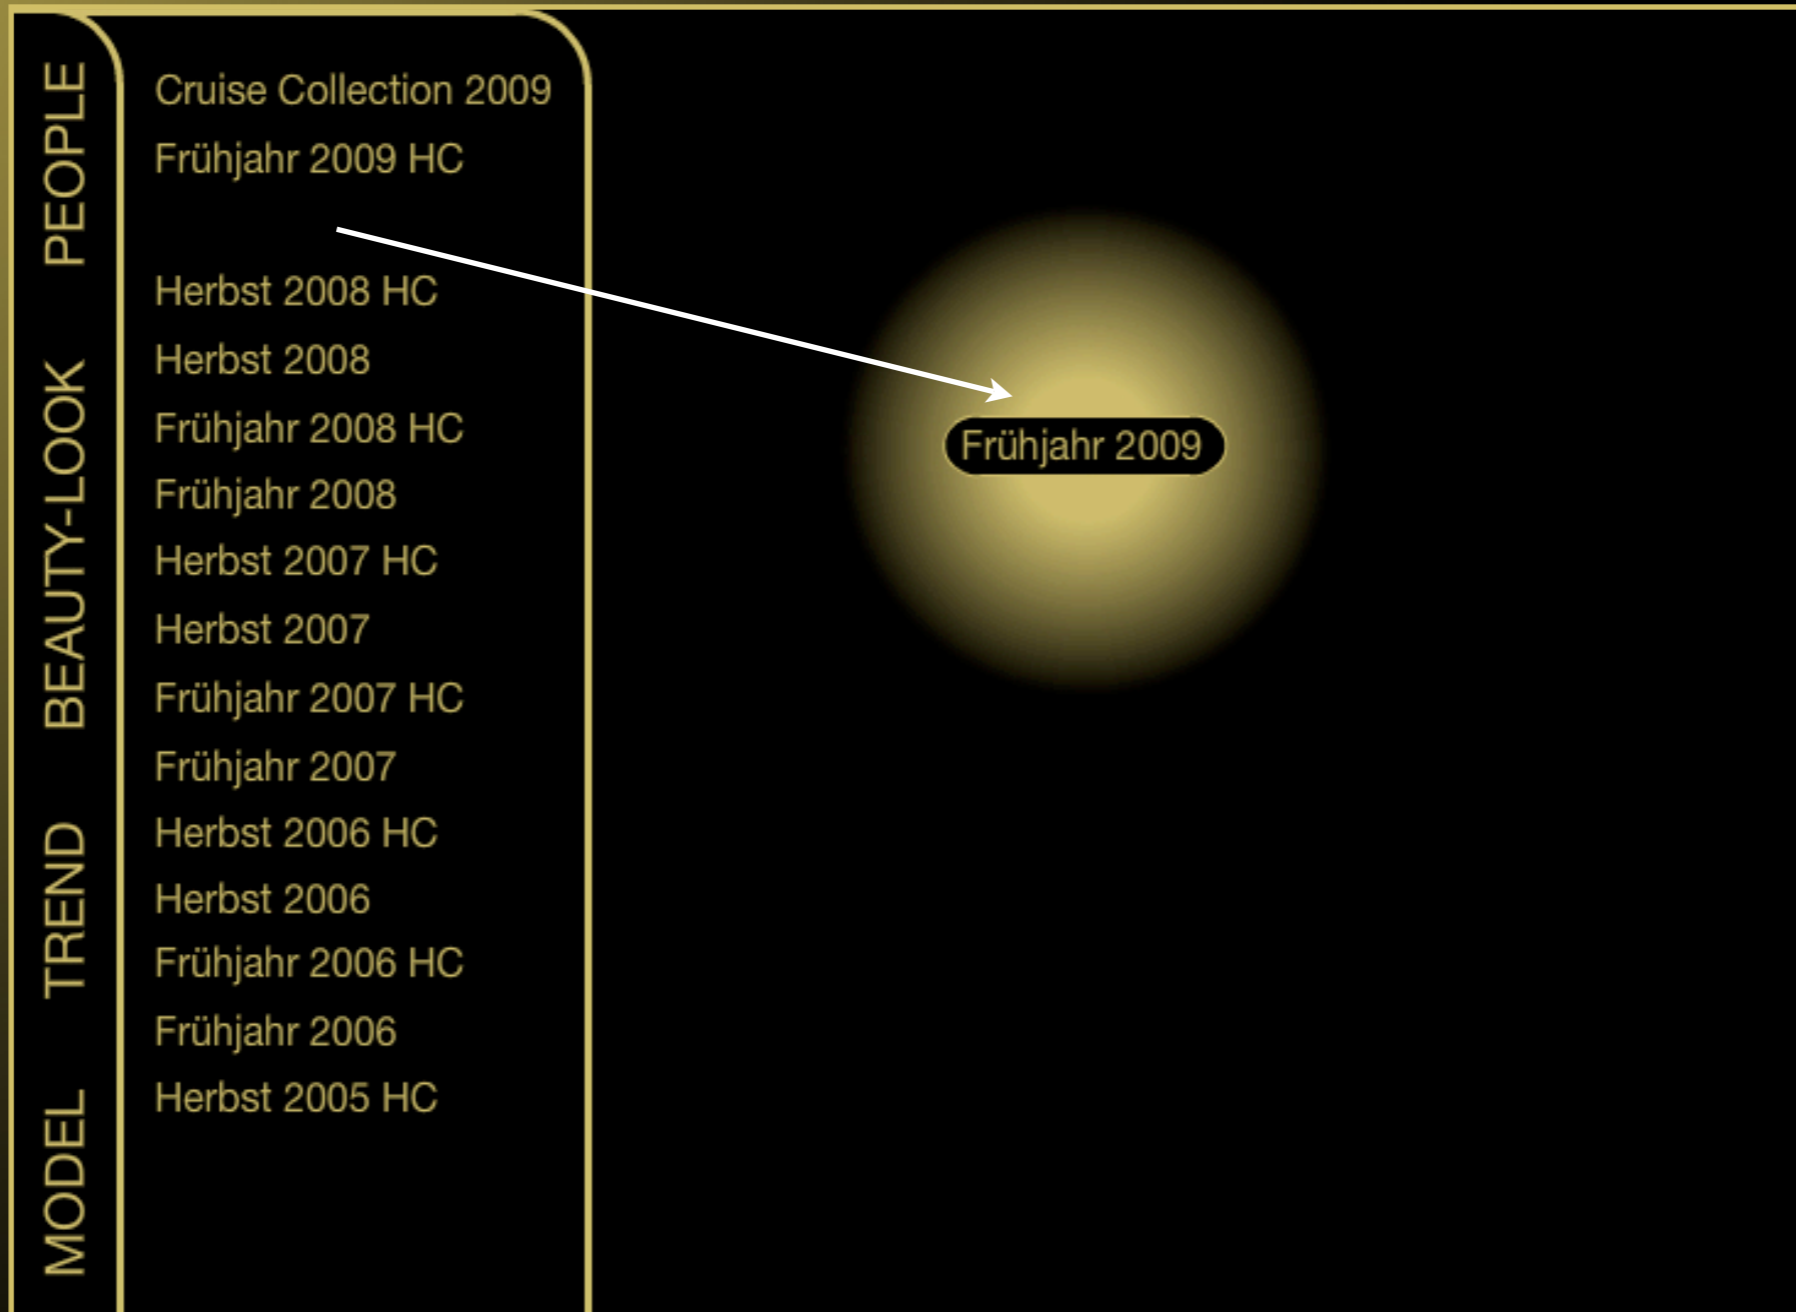 PEOPLE
BEAUTY-LOOK
TREND
MODEL
Cruise Collection 2009
Frühjahr 2009 HC
Herbst 2008 HC
Herbst 2008
Frühjahr 2008 HC
Frühjahr 2008
Herbst 2007 HC
Herbst 2007
Frühjahr 2007 HC
Frühjahr 2007
Herbst 2006 HC
Herbst 2006
Frühjahr 2006 HC
Frühjahr 2006
Herbst 2005 HC
Frühjahr 2009